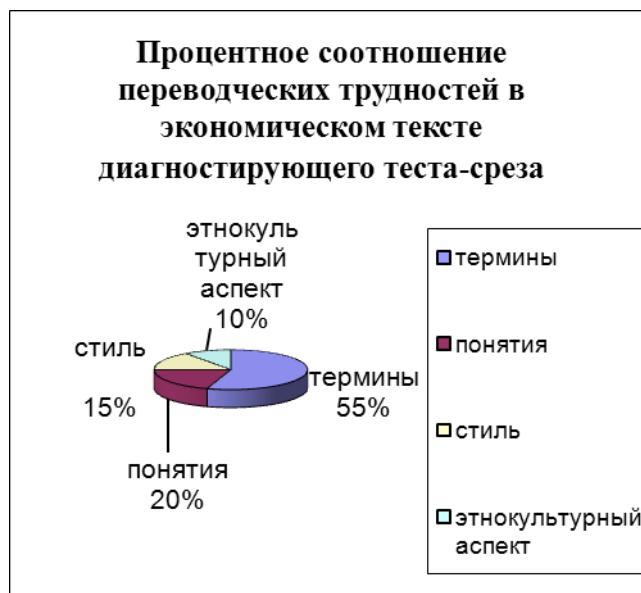 Процентное соотношение
переводческих трудностей в
экономическом тексте
диагностирующего теста-среза
этнокуль
турный
аспект
10%
стиль
15%
термины
55%
понятия
20%
термины
понятия
стиль
этнокультурный
аспект